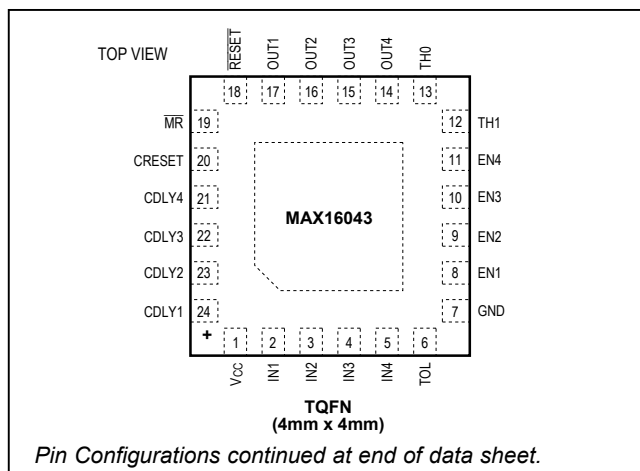 TOP VIEW
RESET OUT1 OUT2 OUT3 OUT4 TH0
18 17 16 15 14 13
MR 19 12 TH1
CRESET 20 11 EN4
CDLY4 21 10 EN3
MAX16043
CDLY3 22 9 EN2
CDLY2 23 8 EN1
CDLY1 24 7 GND
+ 1 2 3 4 5 6
VCC IN1 IN2 IN3 IN4 TOL
TQFN
(4mm x 4mm)
Pin Configurations continued at end of data sheet.